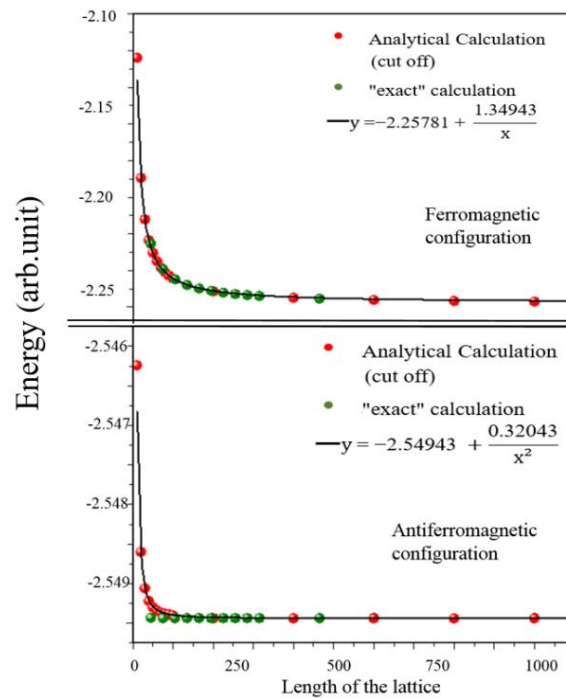 -2.10
-2.15
-2.20
-2.25
Analytical Calculation
(cut off)
"exact" calculation
y =−2.25781 + 1.34943
x
Ferromagnetic
configuration
Energy (arb.unit)
-2.546
-2.547
-2.548
-2.549
Analytical Calculation
(cut off)
"exact" calculation
y = −2.54943 + 0.32043
x²
Antiferromagnetic
configuration
0 250 500 750 1000
Length of the lattice